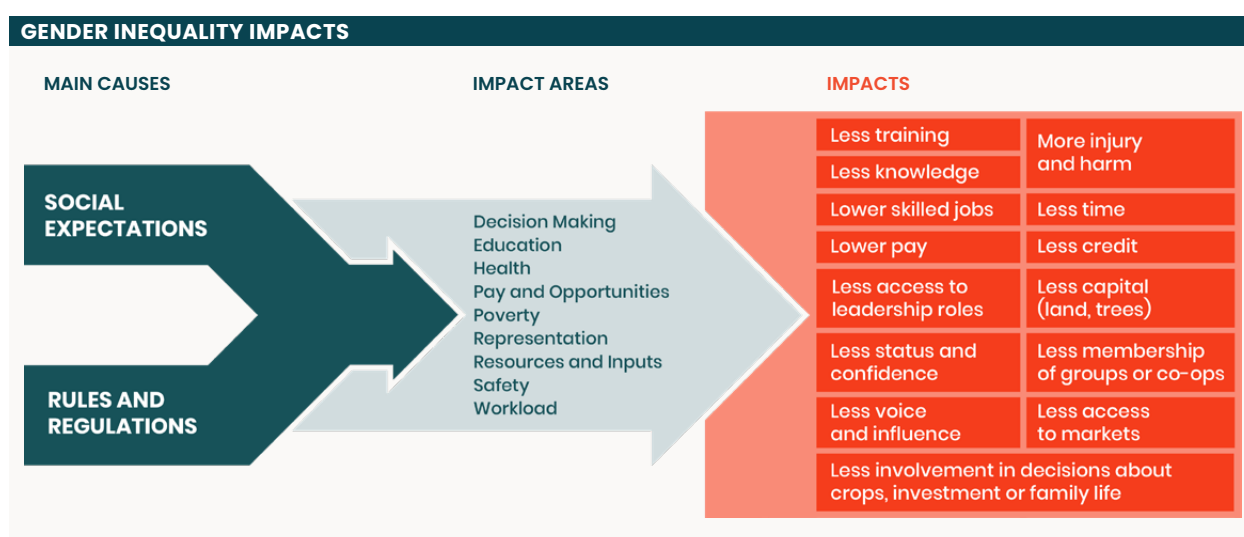 GENDER INEQUALITY IMPACTS
MAIN CAUSES
IMPACT AREAS
IMPACTS
SOCIAL
EXPECTATIONS
RULES AND
REGULATIONS
Decision Making
Education
Health
Pay and Opportunities
Poverty
Representation
Resources and Inputs
Safety
Workload
Less training
Less knowledge
Lower skilled jobs
Lower pay
Less access to
leadership roles
Less status and
confidence
Less voice
and influence
More injury
and harm
Less time
Less credit
Less capital
(land, trees)
Less membership
of groups or co-ops
Less access
to markets
Less involvement in decisions about
crops, investment or family life